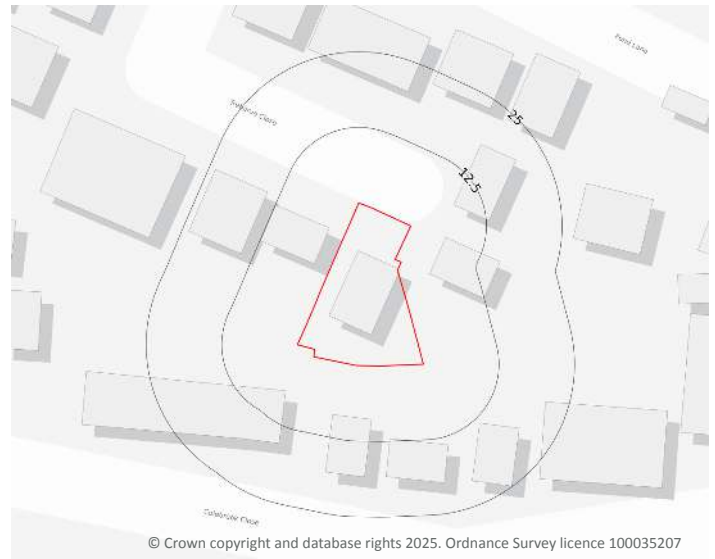 Pond Lane
25
12.5
© Crown copyright and database rights 2025. Ordnance Survey licence 100035207